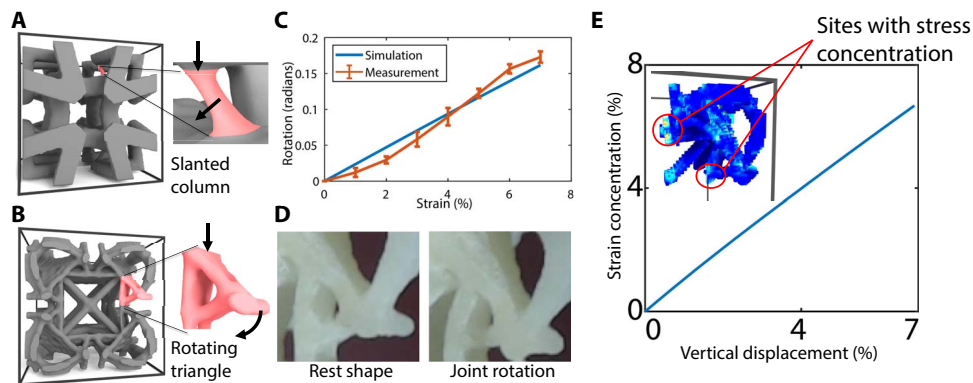 A
Slanted
column
B
Rotating
triangle
C
Rotation (radians)
0.20
0.15
0.1
0.05
0
Simulation
Measurement
0 2 4 6 8
Strain (%)
D
Rest shape Joint rotation
E
Sites with stress
concentration
Strain concentration (%)
8
4
0
0 4 7
Vertical displacement (%)